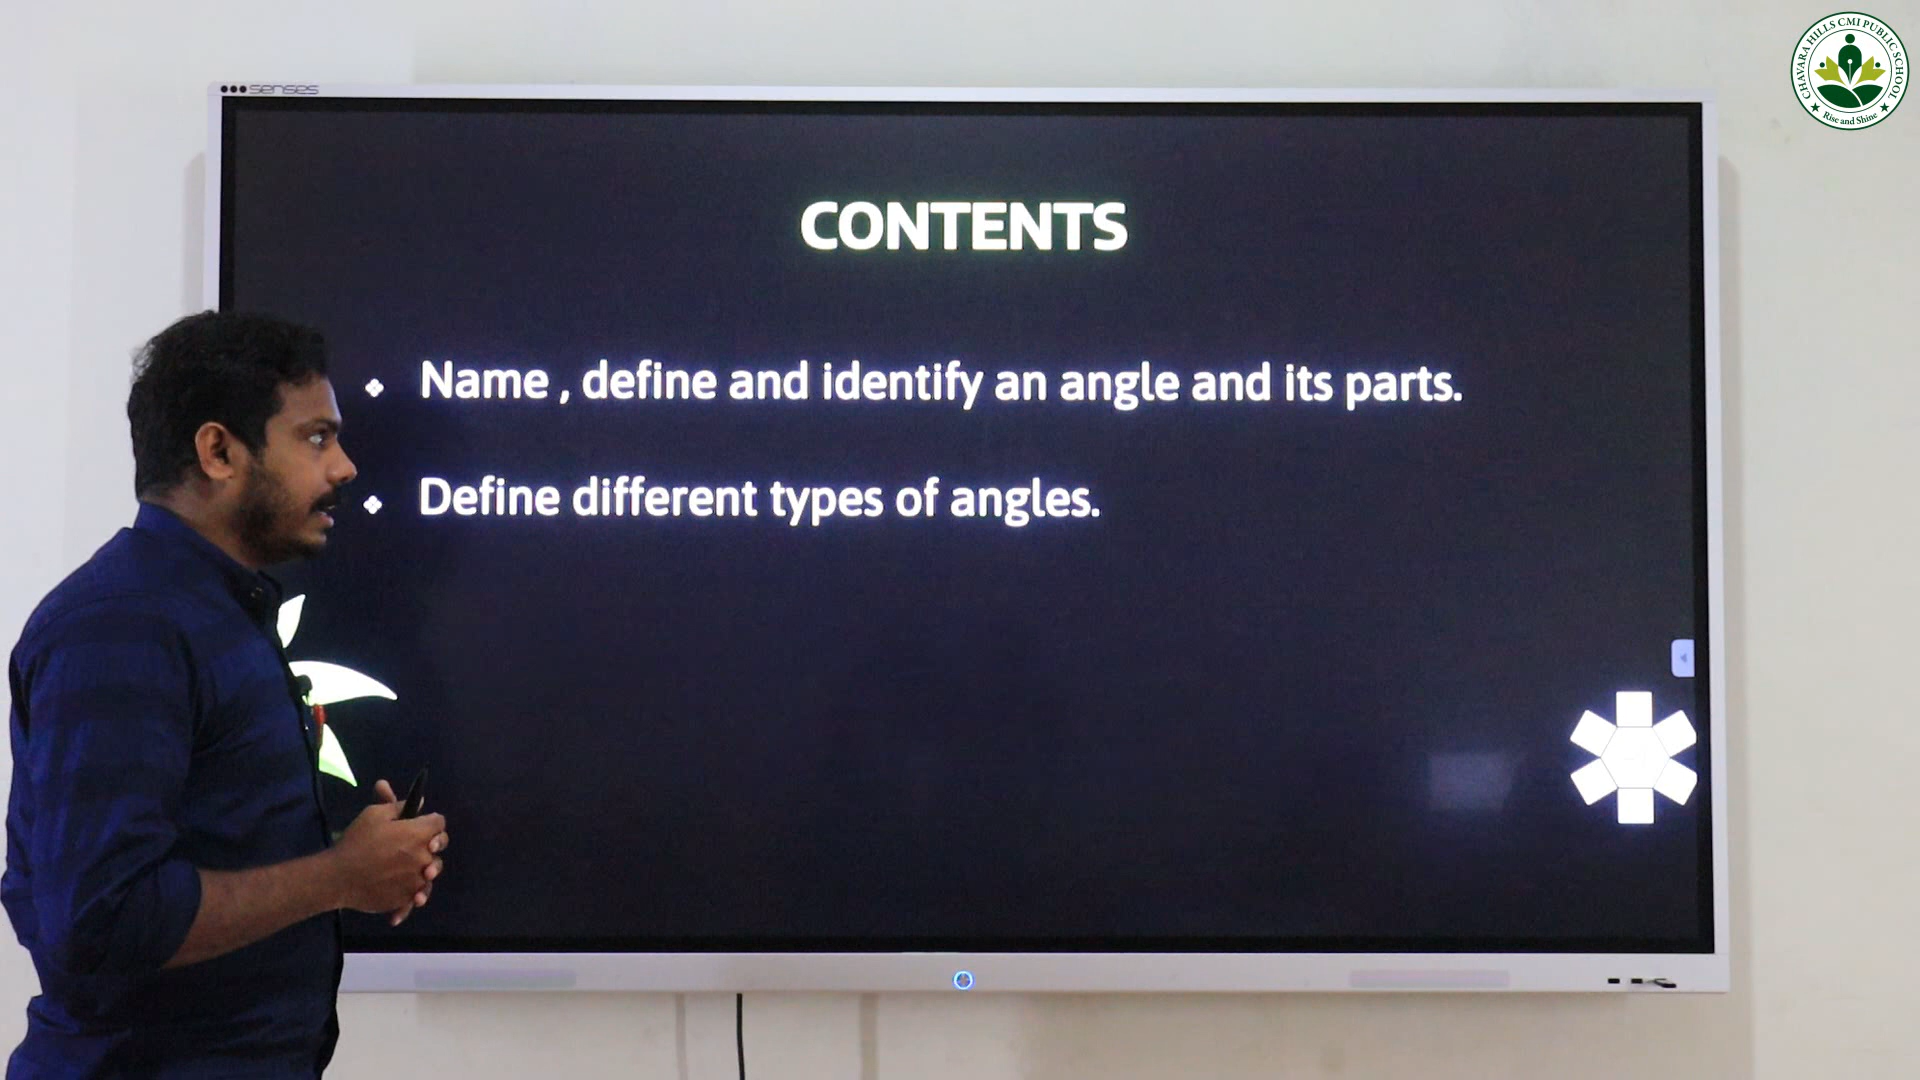 senses
CHAVARA HILLS CMI PUBLIC SCHOOL
Rise and Shine
CONTENTS
Name , define and identify an angle and its parts.
Define different types of angles.